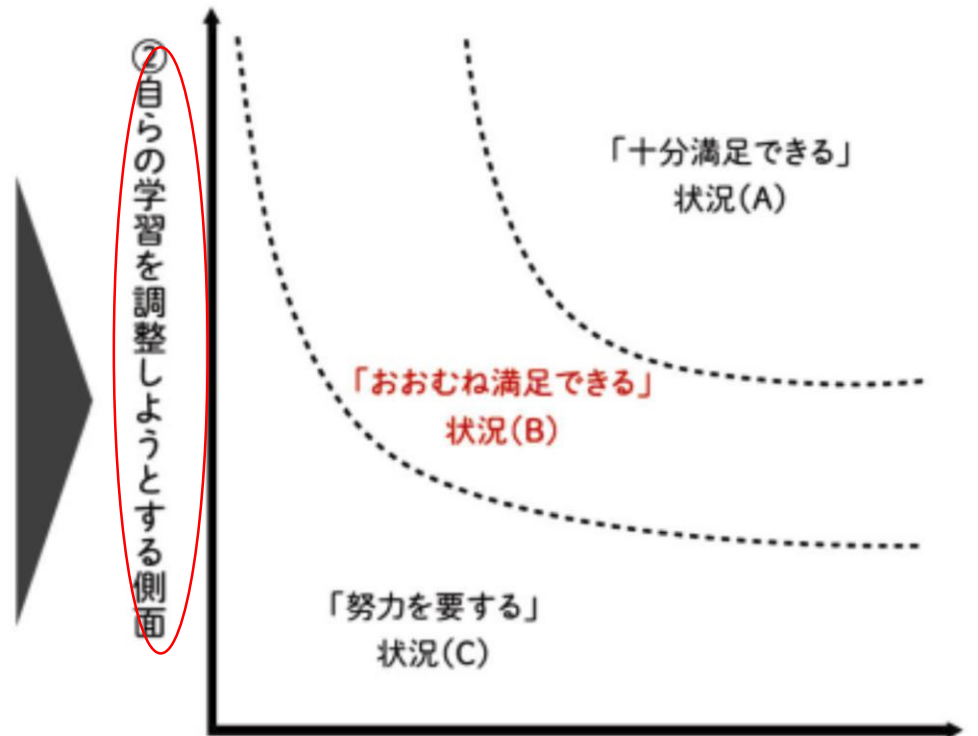 ②自らの学習を調整しようとする側面
「十分満足できる」
状況(A)
「おおむね満足できる」
状況(B)
「努力を要する」
状況(C)